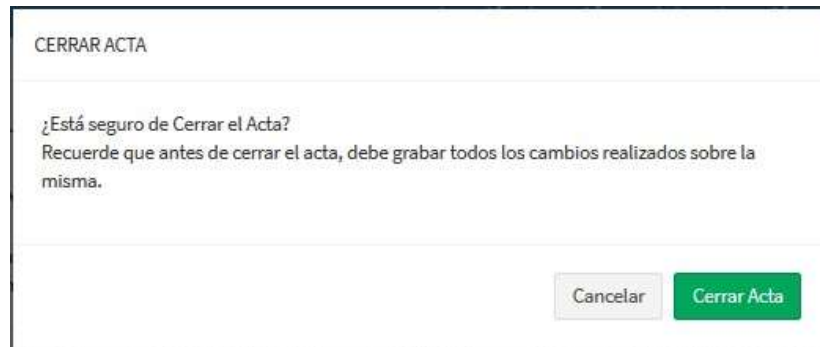 CERRAR ACTA
¿Está seguro de Cerrar el Acta?
Recuerde que antes de cerrar el acta, debe grabar todos los cambios realizados sobre la
misma.
Cancelar
Cerrar Acta